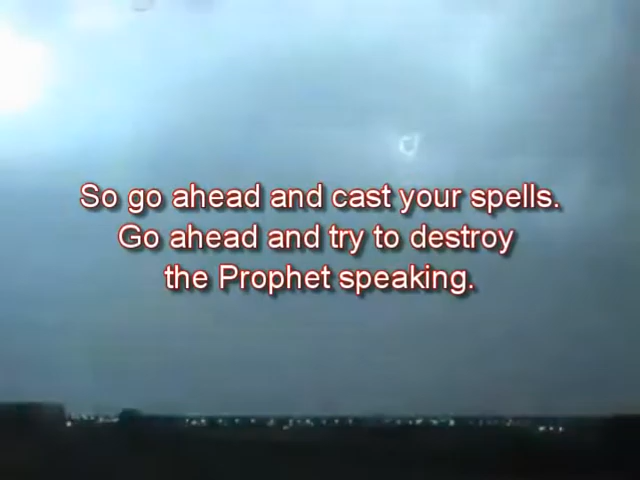 So go ahead and cast your spells.
Go ahead and try to destroy
the Prophet speaking.